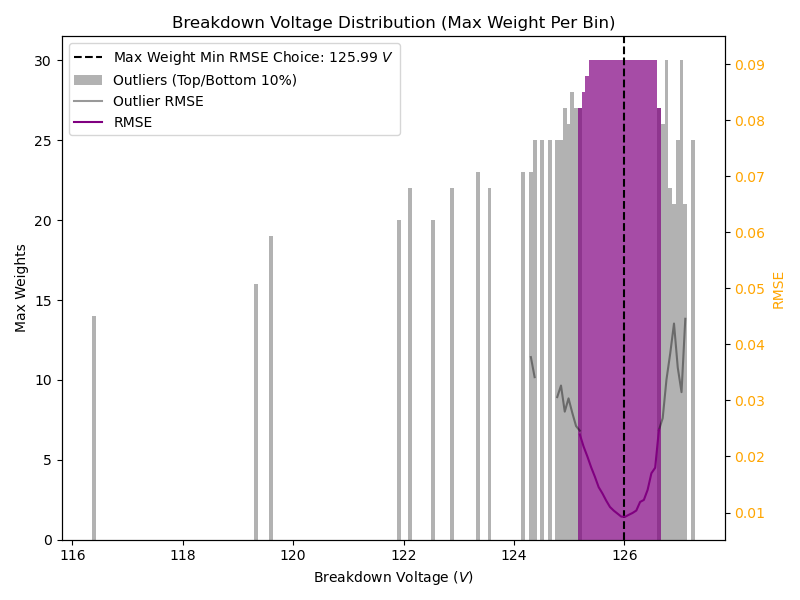 Breakdown Voltage Distribution (Max Weight Per Bin)
Max Weight Min RMSE Choice: 125.99 V
Outliers (Top/Bottom 10%)
Outlier RMSE
RMSE
30
25
20
15
10
5
0
Max Weights
0.09
0.08
0.07
0.06
0.05
0.04
0.03
0.02
0.01
RMSE
116 118 120 122 124 126
Breakdown Voltage (V)